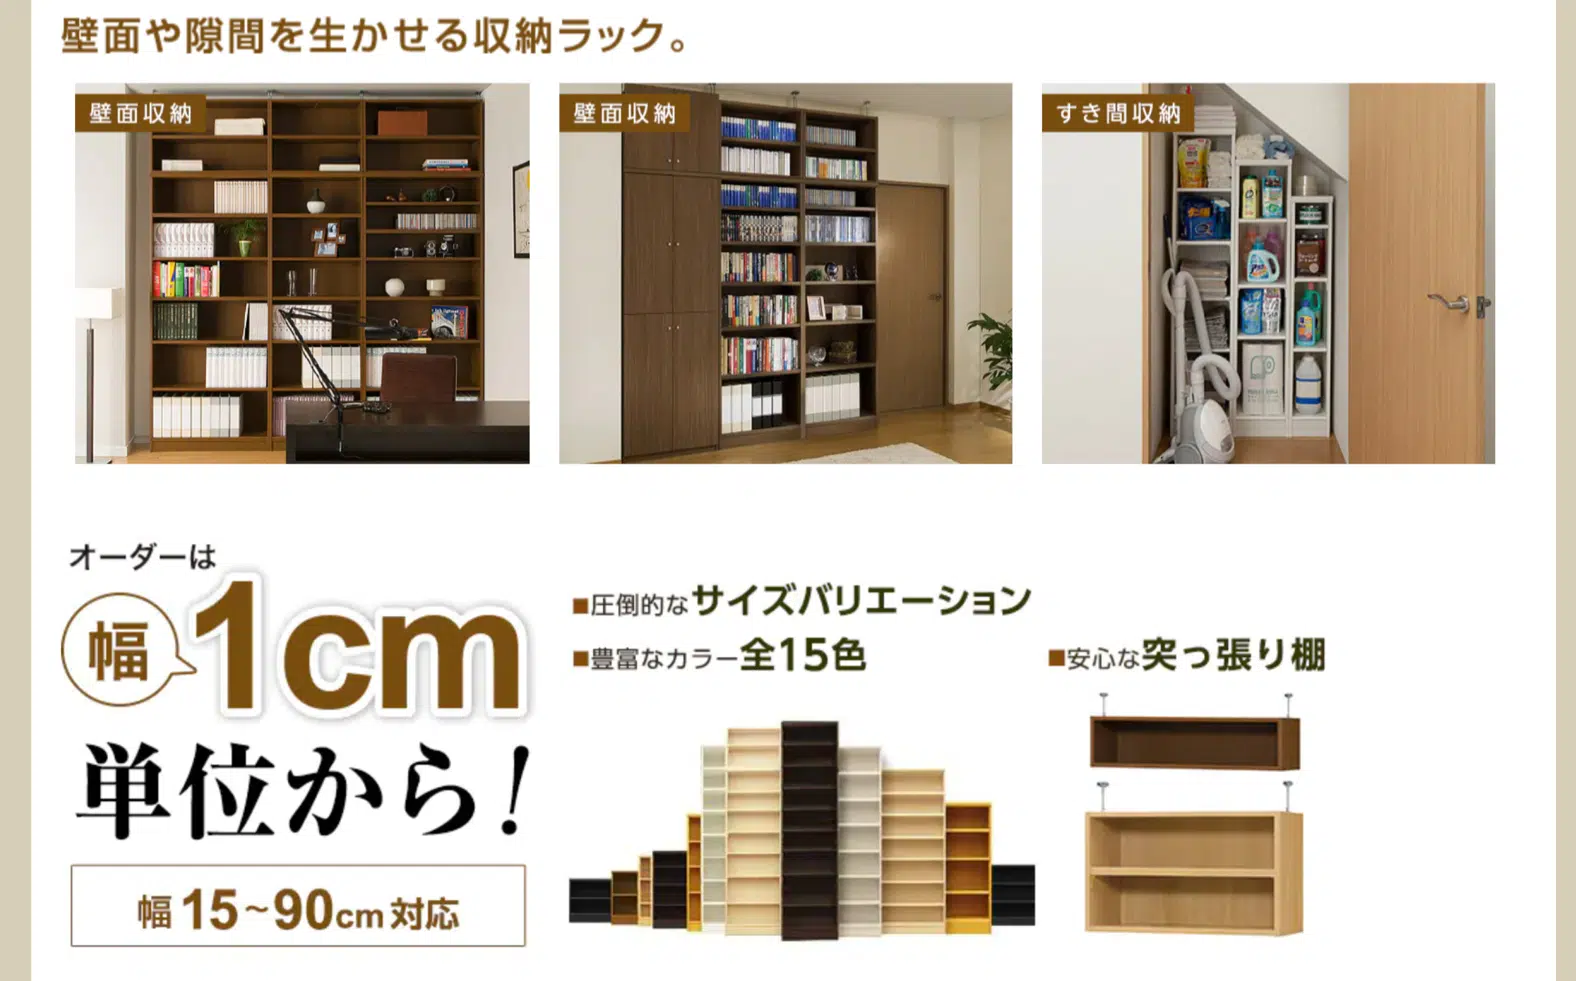 壁面や隙間を生かせる収納ラック。
壁面収納
壁面収納
すき間収納
オーダーは
幅
1cm
単位から!
幅15~90cm対応
■圧倒的なサイズバリエーション
■豊富なカラー全15色
■安心な突っ張り棚